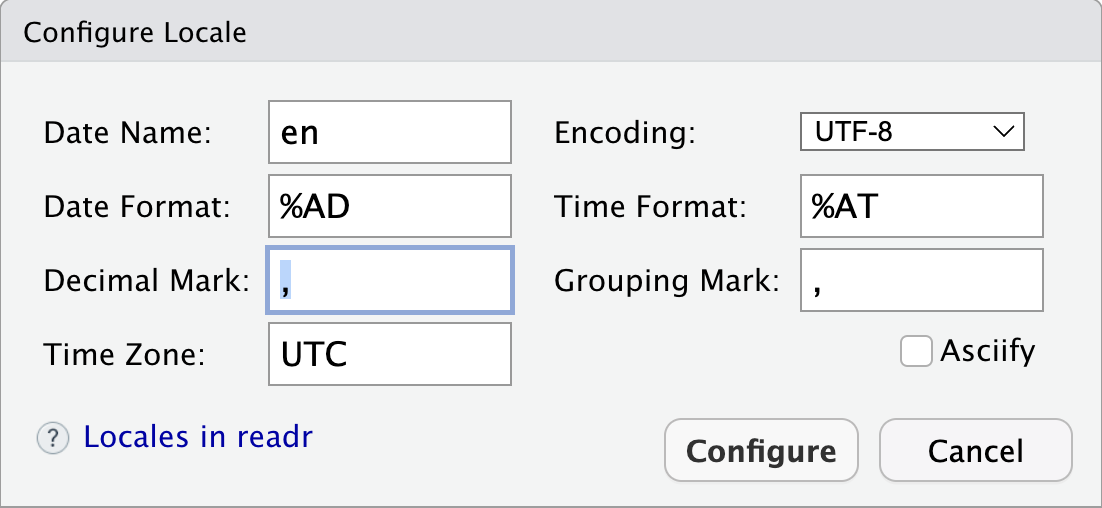 Configure Locale
Date Name: en Encoding: UTF-8
Date Format: %AD Time Format: %AT
Decimal Mark: , Grouping Mark: ,
Time Zone: UTC Asciify
? Locales in readr Configure Cancel